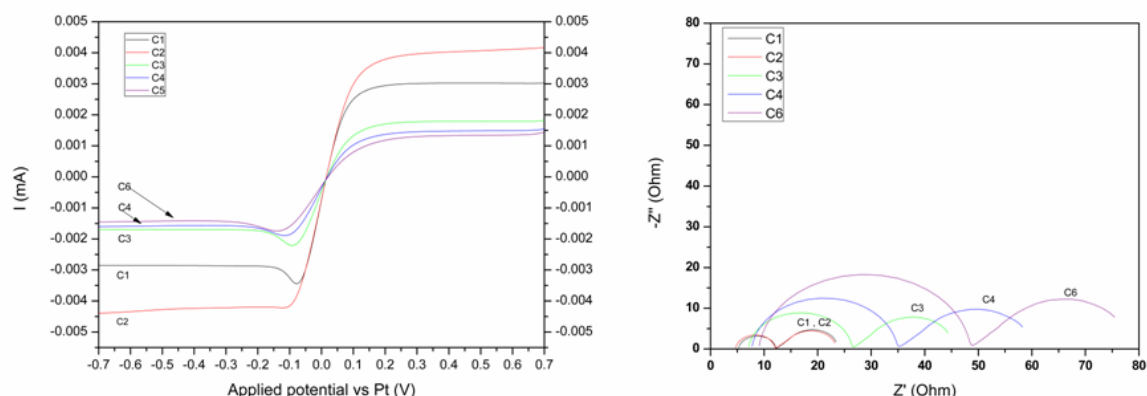 0.005
0.004
0.003
0.002
0.001
0.000
-0.001
-0.002
-0.003
-0.004
-0.005
I (mA)
C1
C2
C3
C4
C5
C6
C4
C3
C1
C2
0.005
0.004
0.003
0.002
0.001
0.000
-0.001
-0.002
-0.003
-0.004
-0.005
-0.7 -0.6 -0.5 -0.4 -0.3 -0.2 -0.1 0.0 0.1 0.2 0.3 0.4 0.5 0.6 0.7
Applied potential vs Pt (V)
80
70
60
50
40
30
20
10
0
-Z" (Ohm)
C1
C2
C3
C4
C6
C1 , C2
C3
C4
C6
0 10 20 30 40 50 60 70 80
Z' (Ohm)